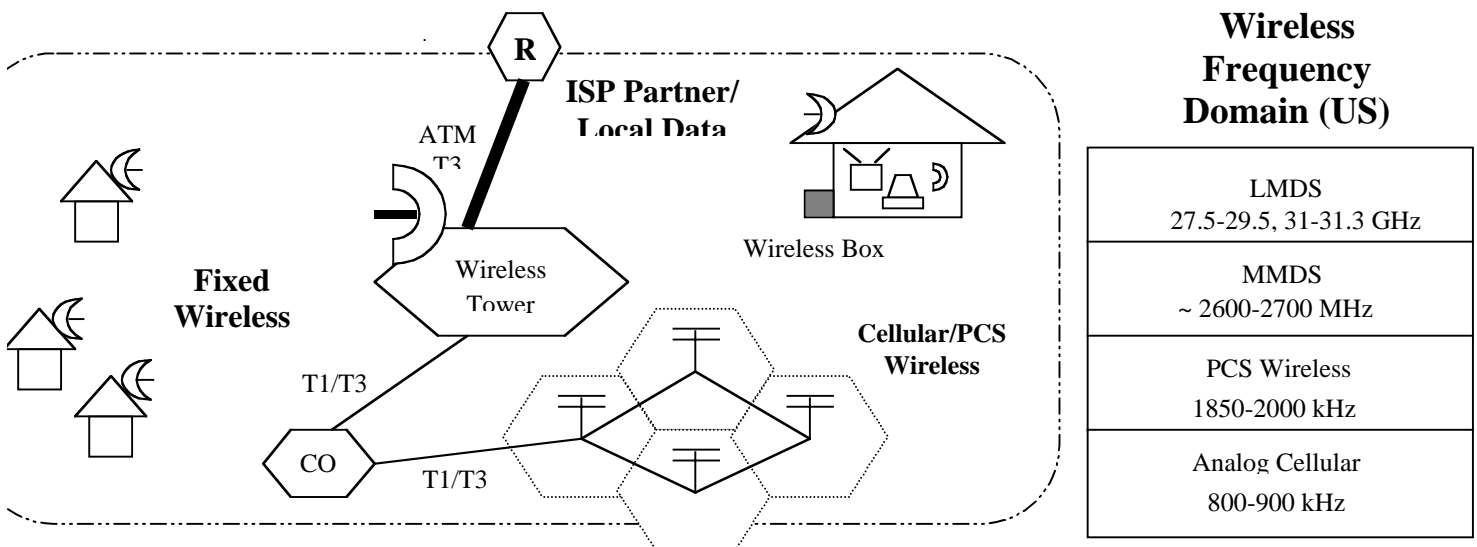 R
ISP Partner/
Local Data
ATM
T3
Wireless
Tower
Wireless Box
Fixed
Wireless
Cellular/PCS
Wireless
T1/T3
CO
T1/T3
Wireless
Frequency
Domain (US)
LMDS
27.5-29.5, 31-31.3 GHz
MMDS
~ 2600-2700 MHz
PCS Wireless
1850-2000 kHz
Analog Cellular
800-900 kHz